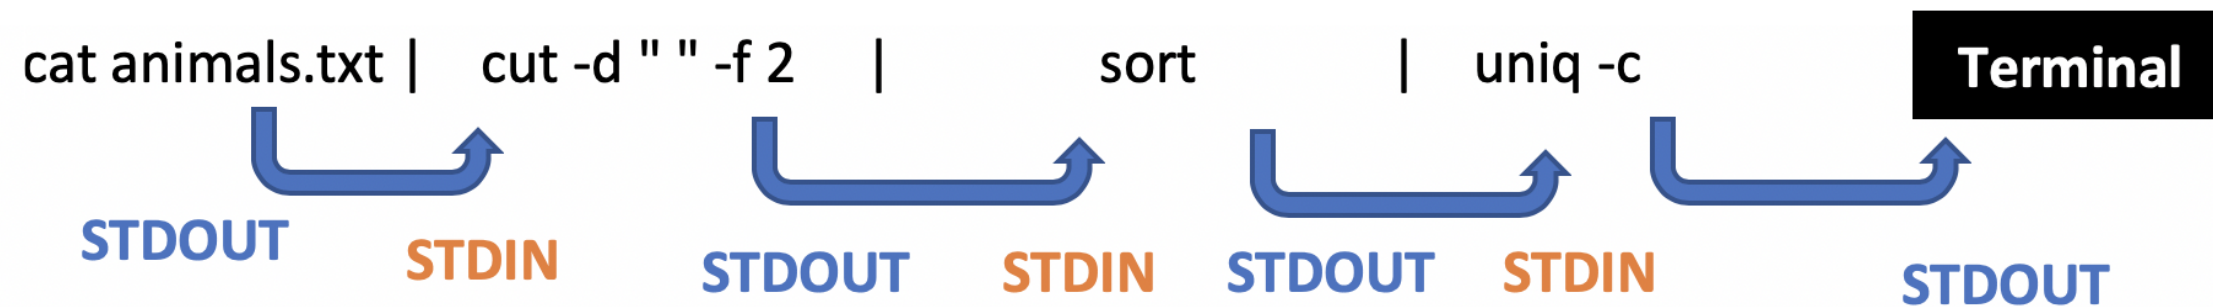 cat animals.txt | cut -d " " -f 2 | sort | uniq -c Terminal
STDOUT STDIN STDOUT STDIN STDOUT STDIN STDOUT